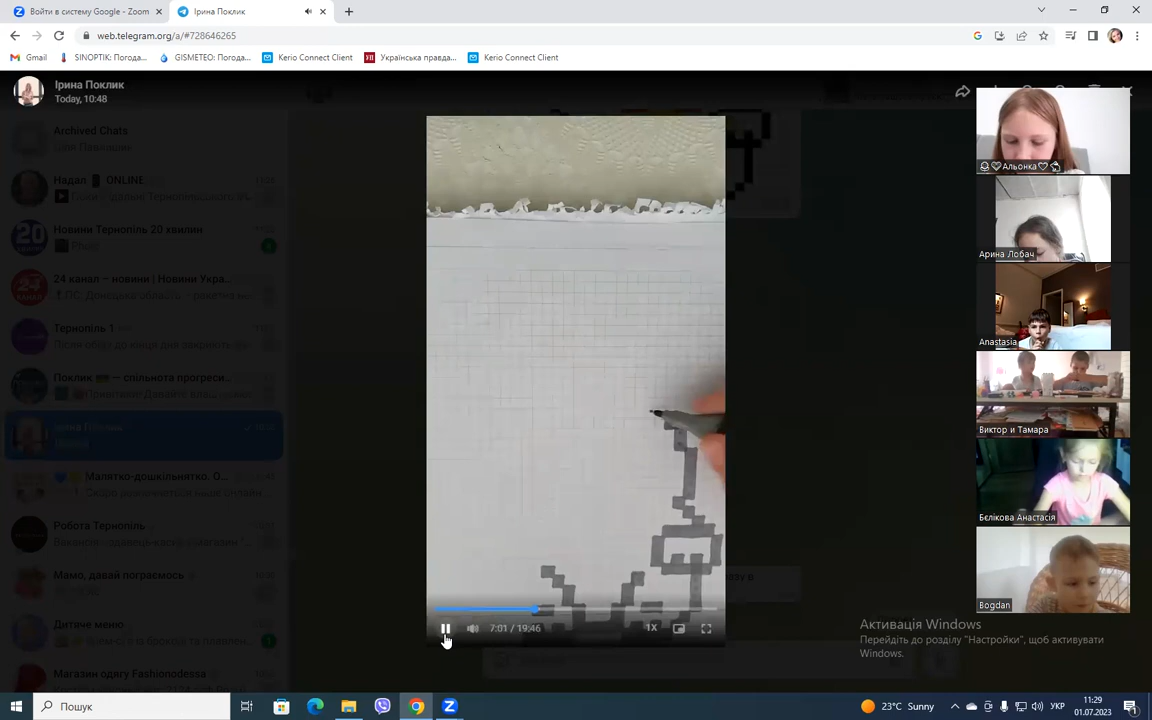 Войти в систему Google - Zoom
Ірина Поклик
web.telegram.org/a/#728646265
Gmail
SINOPTIK: Погода...
GISMETEO: Погода...
Kerio Connect Client
Українська правда...
Kerio Connect Client
Ірина Поклик
Today, 10:48
Archived Chats
Надал ONLINE
Новини Тернопіль 20 хвилин
Photo
24 канал – новини | Новини Укра...
Тернопіль 1
Поклик — спільнота прогреси...
Малятко-дошкільнятко. О...
Робота Тернопіль
Мамо, давай пограємось
Дитяче меню
Магазин одягу Fashionodessa
7:01 / 19:46
1X
Альонка
Арина Лобач
Anastasia
Виктор и Тамара
Бєлікова Анастасія
Bogdan
Активація Windows
Перейдіть до розділу "Настройки", щоб активувати
Windows.
Пошук
23°C Sunny
УКР
11:29
01.07.2023